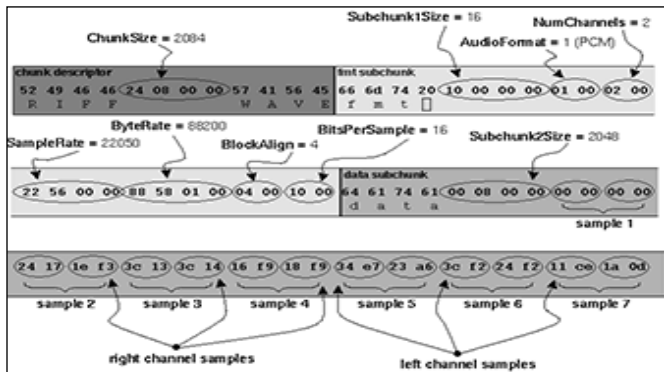 Subchunk1Size = 16
NumChannels = 2
ChunkSize = 2084
AudioFormat = 1 (PCM)
chunk descriptor
fmt subchunk
52 49 46 46 24 08 00 00 57 41 56 45 66 6d 74 20 10 00 00 00 01 00 02 00
R I F F W A V E f m t
ByteRate = 88200
BitsPerSample = 16
SampleRate = 22050
BlockAlign = 4
Subchunk2Size = 2048
data subchunk
22 56 00 00 88 58 01 00 04 00 10 00 64 61 74 61 00 08 00 00 00 00 00 00
d a t a
sample 1
24 17 1e f3 3c 13 3c 14 16 f9 18 f9 34 e7 23 a6 3c f2 24 f2 11 ce 1a 0d
sample 2 sample 3 sample 4 sample 5 sample 6 sample 7
right channel samples
left channel samples